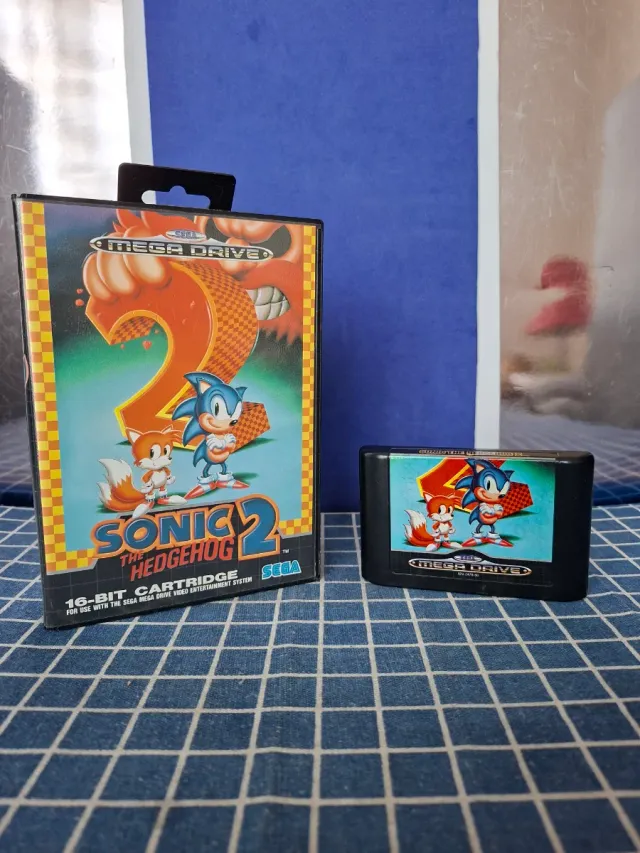 SEGA
MEGA DRIVE
2
SONIC
THE
HEDGEHOG
2
TM
SEGA
16-BIT CARTRIDGE
FOR USE WITH THE SEGA MEGA DRIVE VIDEO ENTERTAINMENT SYSTEM
SEGA
MEGA DRIVE